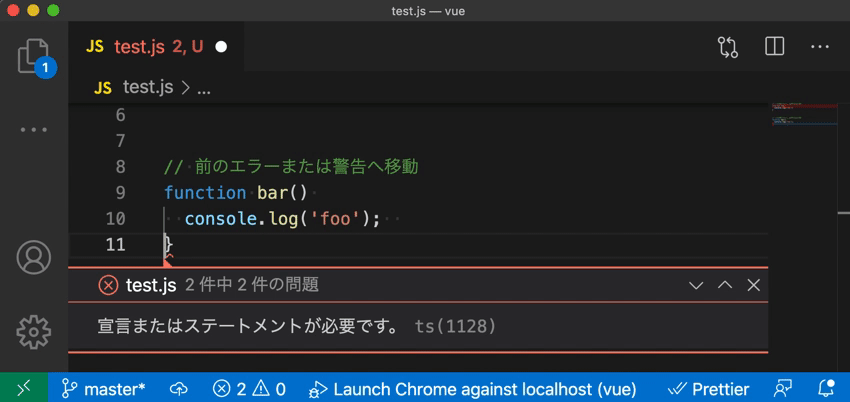 test.js — vue
JS test.js 2, U
1
JS test.js > ...
6
7
8 // 前のエラーまたは警告へ移動
9 function bar()
10 console.log('foo');
11 }
test.js 2 件中 2 件の問題
宣言またはステートメントが必要です。 ts(1128)
master* 2 0 Launch Chrome against localhost (vue) Prettier